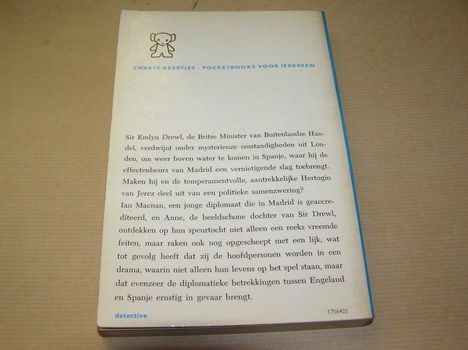 ZWARTE BEERTJES · POCKETBOOKS VOOR IEDEREEN
Sir Emlyn Drewl, de Britse Minister van Buitenlandse Han-
del, verdwijnt onder mysterieuze omstandigheden uit Lon-
den, om weer boven water te komen in Spanje, waar hij de
effectenbeurs van Madrid een vernietigende slag toebrengt.
Maken hij en de temperamentvolle, aantrekkelijke Hertogin
van Jerez deel uit van een politieke samenzwering?
Ian Macnan, een jonge diplomaat die in Madrid is geaccre-
diteerd, en Anne, de beeldschone dochter van Sir Drewl,
ontdekken op hun speurtocht niet alleen een reeks vreemde
feiten, maar raken ook nog opgescheept met een lijk, wat
tot gevolg heeft dat zij de hoofdpersonen worden in een
drama, waarin niet alleen hun levens op het spel staan, maar
dat evenzeer de diplomatieke betrekkingen tussen Engeland
en Spanje ernstig in gevaar brengt.
detective
1756425